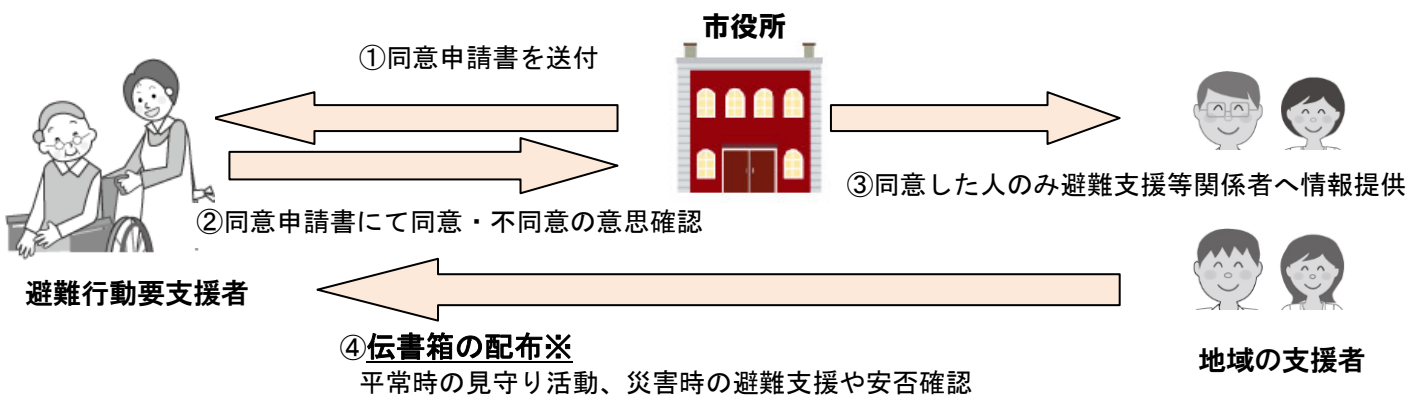 市役所
①同意申請書を送付
③同意した人のみ避難支援等関係者へ情報提供
②同意申請書にて同意・不同意の意思確認
避難行動要支援者
④伝書箱の配布※
平常時の見守り活動、災害時の避難支援や安否確認
地域の支援者